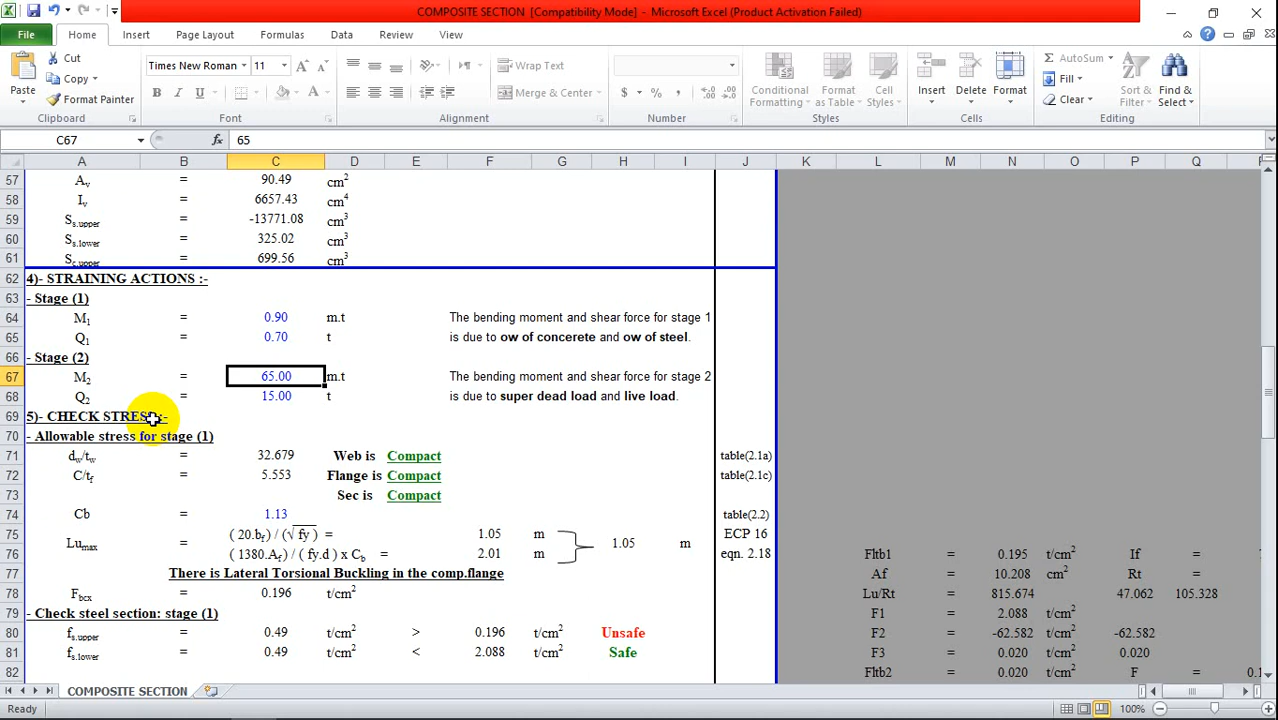 COMPOSITE SECTION [Compatibility Mode] - Microsoft Excel (Product Activation Failed)
File Home Insert Page Layout Formulas Data Review View
Paste Cut Copy Format Painter Clipboard
Times New Roman 11 B I U Font
Wrap Text Merge & Center Alignment
$ % , Number
Conditional Formatting Format as Table Cell Styles Styles
Insert Delete Format Cells
AutoSum Fill Clear Sort & Filter Find & Select Editing
C67 fx 65
A B C D E F G H I J K L M N O P Q
57 Av = 90.49 cm2
58 Iv = 6657.43 cm4
59 Ss.upper = -13771.08 cm3
60 Ss.lower = 325.02 cm3
61 Sc.upper = 699.56 cm3
62 4)- STRAINING ACTIONS :-
63 - Stage (1)
64 M1 = 0.90 m.t The bending moment and shear force for stage 1
65 Q1 = 0.70 t is due to ow of concrete and ow of steel.
66 - Stage (2)
67 M2 = 65.00 m.t The bending moment and shear force for stage 2
68 Q2 = 15.00 t is due to super dead load and live load.
69 5)- CHECK STRESS :-
70 - Allowable stress for stage (1)
71 dw/tw = 32.679 Web is Compact table(2.1a)
72 C/tf = 5.553 Flange is Compact table(2.1c)
73 Sec is Compact
74 Cb = 1.13 table(2.2)
75 ( 20.bf ) / (√ fy ) = 1.05 m ECP 16
76 Lumax = ( 1380.Af ) / ( fy.d ) x Cb = 2.01 m 1.05 m eqn. 2.18 Fltb1 = 0.195 t/cm2 If =
77 There is Lateral Torsional Buckling in the comp.flange Af = 10.208 cm2 Rt =
78 Fbcx = 0.196 t/cm2 Lu/Rt = 815.674 47.062 105.328
79 - Check steel section: stage (1) F1 = 2.088 t/cm2
80 fs.upper = 0.49 t/cm2 > 0.196 t/cm2 Unsafe F2 = -62.582 t/cm2 -62.582
81 fs.lower = 0.49 t/cm2 < 2.088 t/cm2 Safe F3 = 0.020 t/cm2 0.020
82 Fltb2 = 0.020 t/cm2 F =
COMPOSITE SECTION
Ready 100%